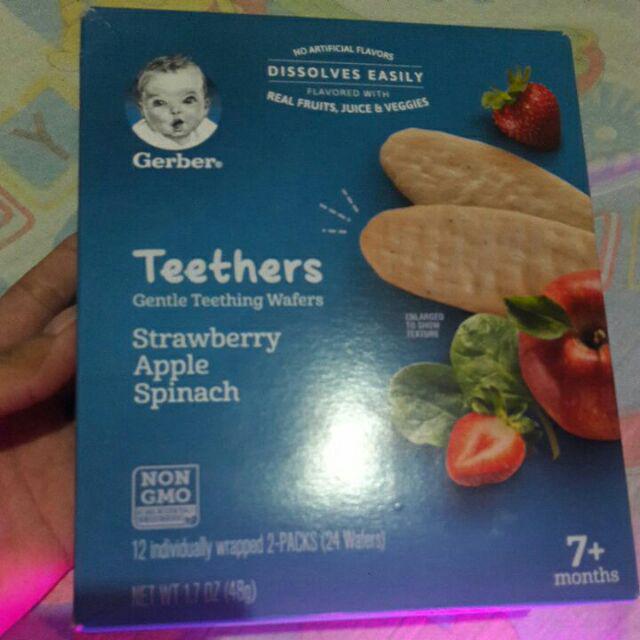 NO ARTIFICIAL FLAVORS
DISSOLVES EASILY
FLAVORED WITH
REAL FRUITS, JUICE & VEGGIES
Gerber®
Teethers
Gentle Teething Wafers
Strawberry
Apple
Spinach
ENLARGED
TO SHOW
TEXTURE
NON
GMO
12 individually wrapped 2-PACKS (24 Wafers)
NET WT 1.7 OZ (48g)
7+
months